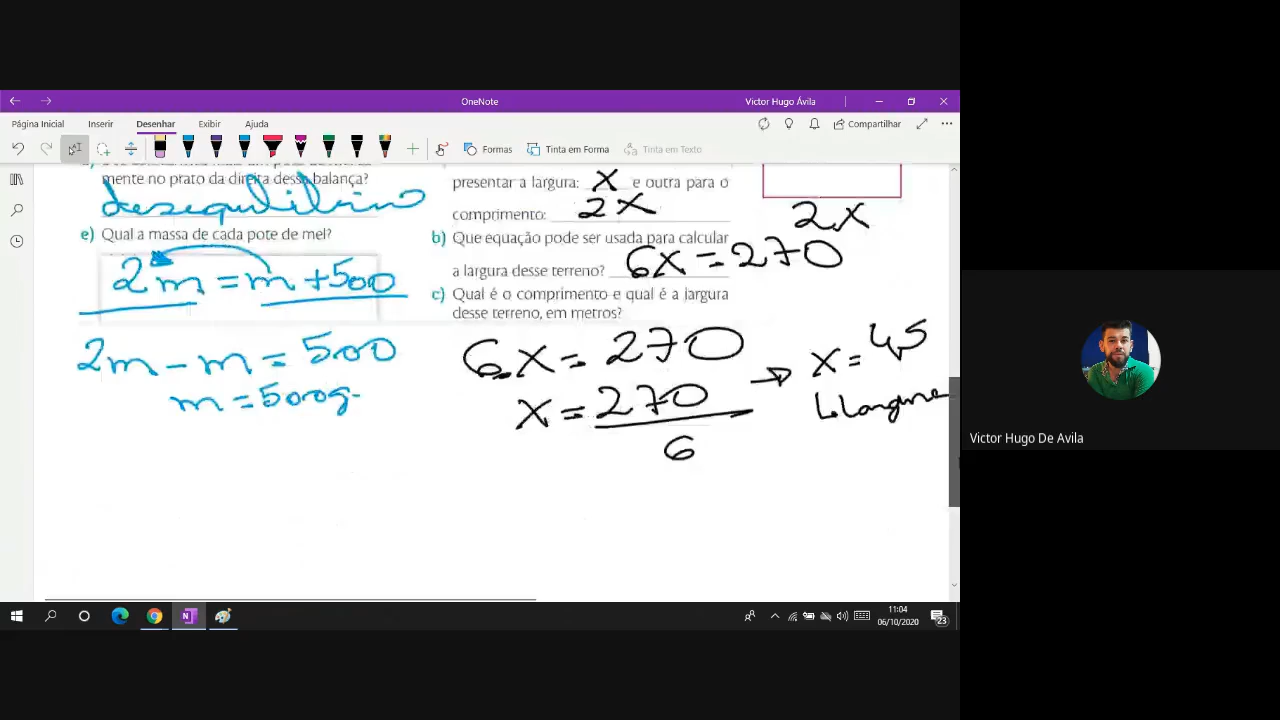 OneNote
Victor Hugo Ávila
Página Inicial Inserir Desenhar Exibir Ajuda
Compartilhar
Formas Tinta em Forma Tinta em Texto
mente no prato da direita dessa balança?
desequilíbrio
e) Qual a massa de cada pote de mel?
2m = m + 500
2m - m = 500
m = 500g.
presentar a largura: x e outra para o
comprimento: 2x
b) Que equação pode ser usada para calcular
a largura desse terreno? 6x = 270
c) Qual é o comprimento e qual é a largura
desse terreno, em metros?
2x
6x = 270
x = 270
6
x = 45
largura
Victor Hugo De Avila
11:04
06/10/2020
23